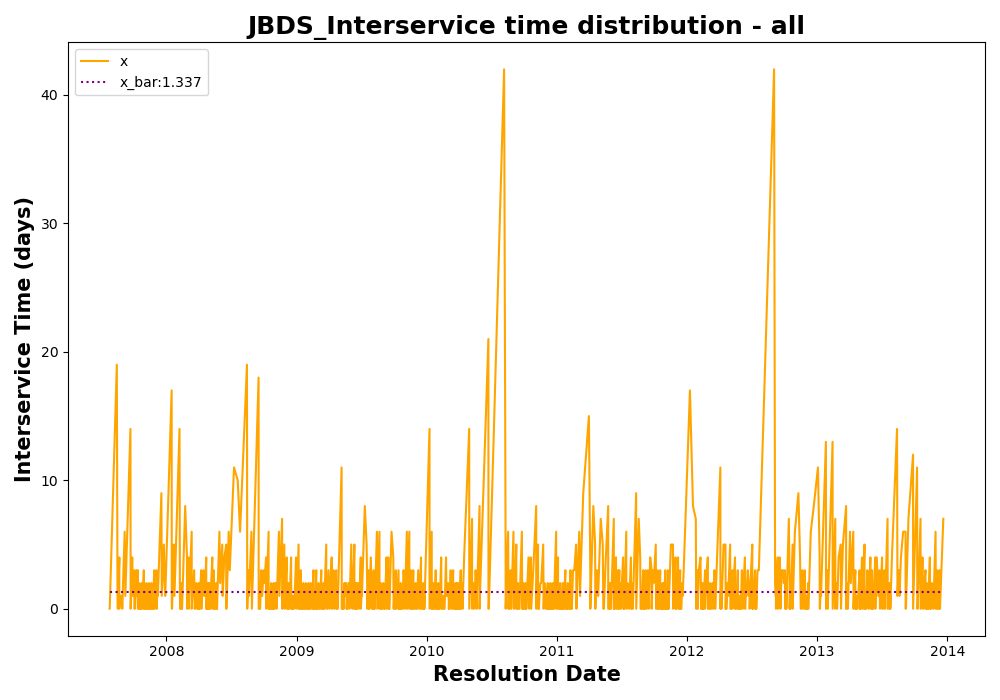 JBDS_Interservice time distribution - all
x
x_bar:1.337
Interservice Time (days)
40
30
20
10
0
2008 2009 2010 2011 2012 2013 2014
Resolution Date